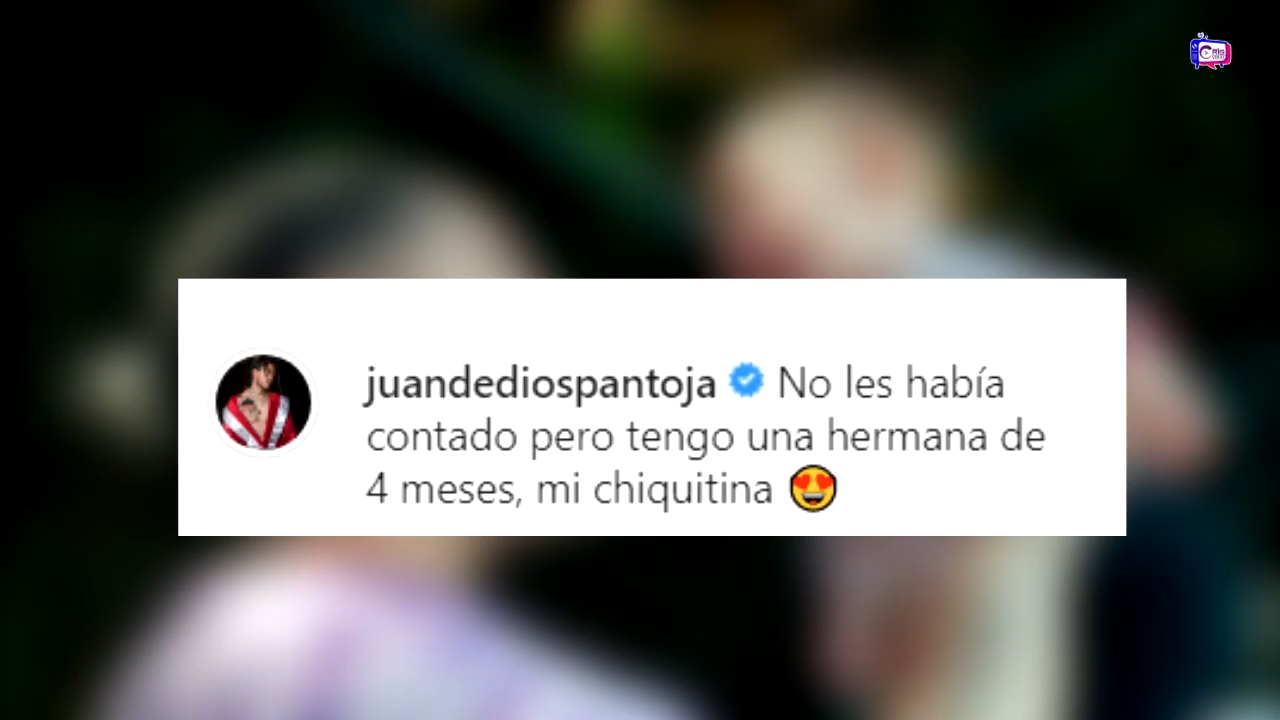 juandediospantoja No les había
contado pero tengo una hermana de
4 meses, mi chiquitina 😍